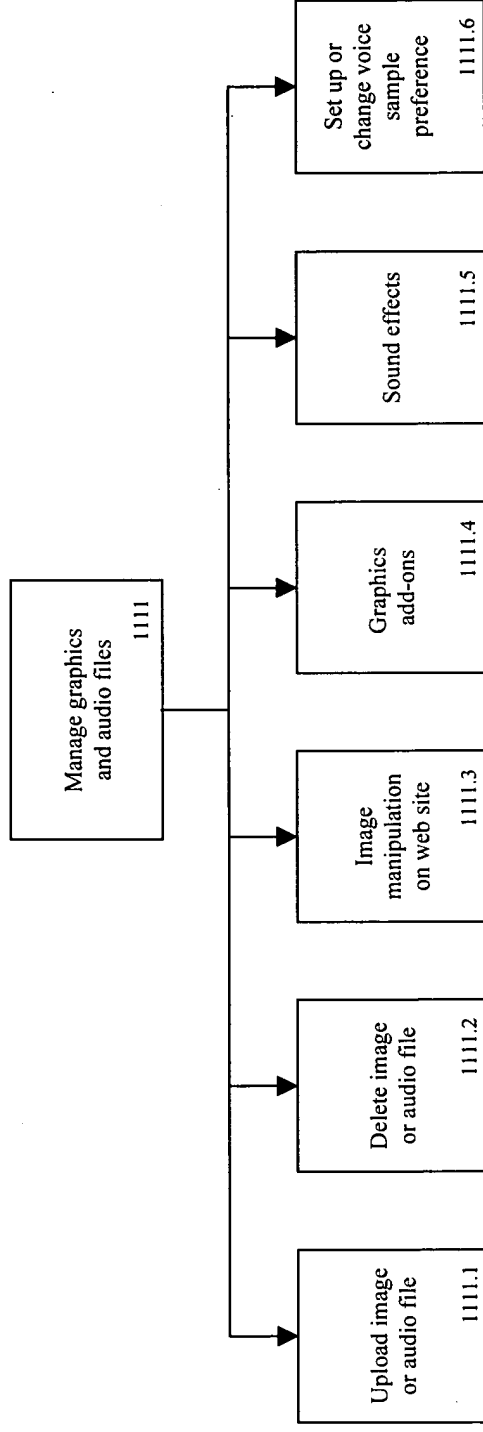 Manage graphics
and audio files
1111
Upload image
or audio file
1111.1
Delete image
or audio file
1111.2
Image
manipulation
on web site
1111.3
Graphics
add-ons
1111.4
Sound effects
1111.5
Set up or
change voice
sample
preference
1111.6